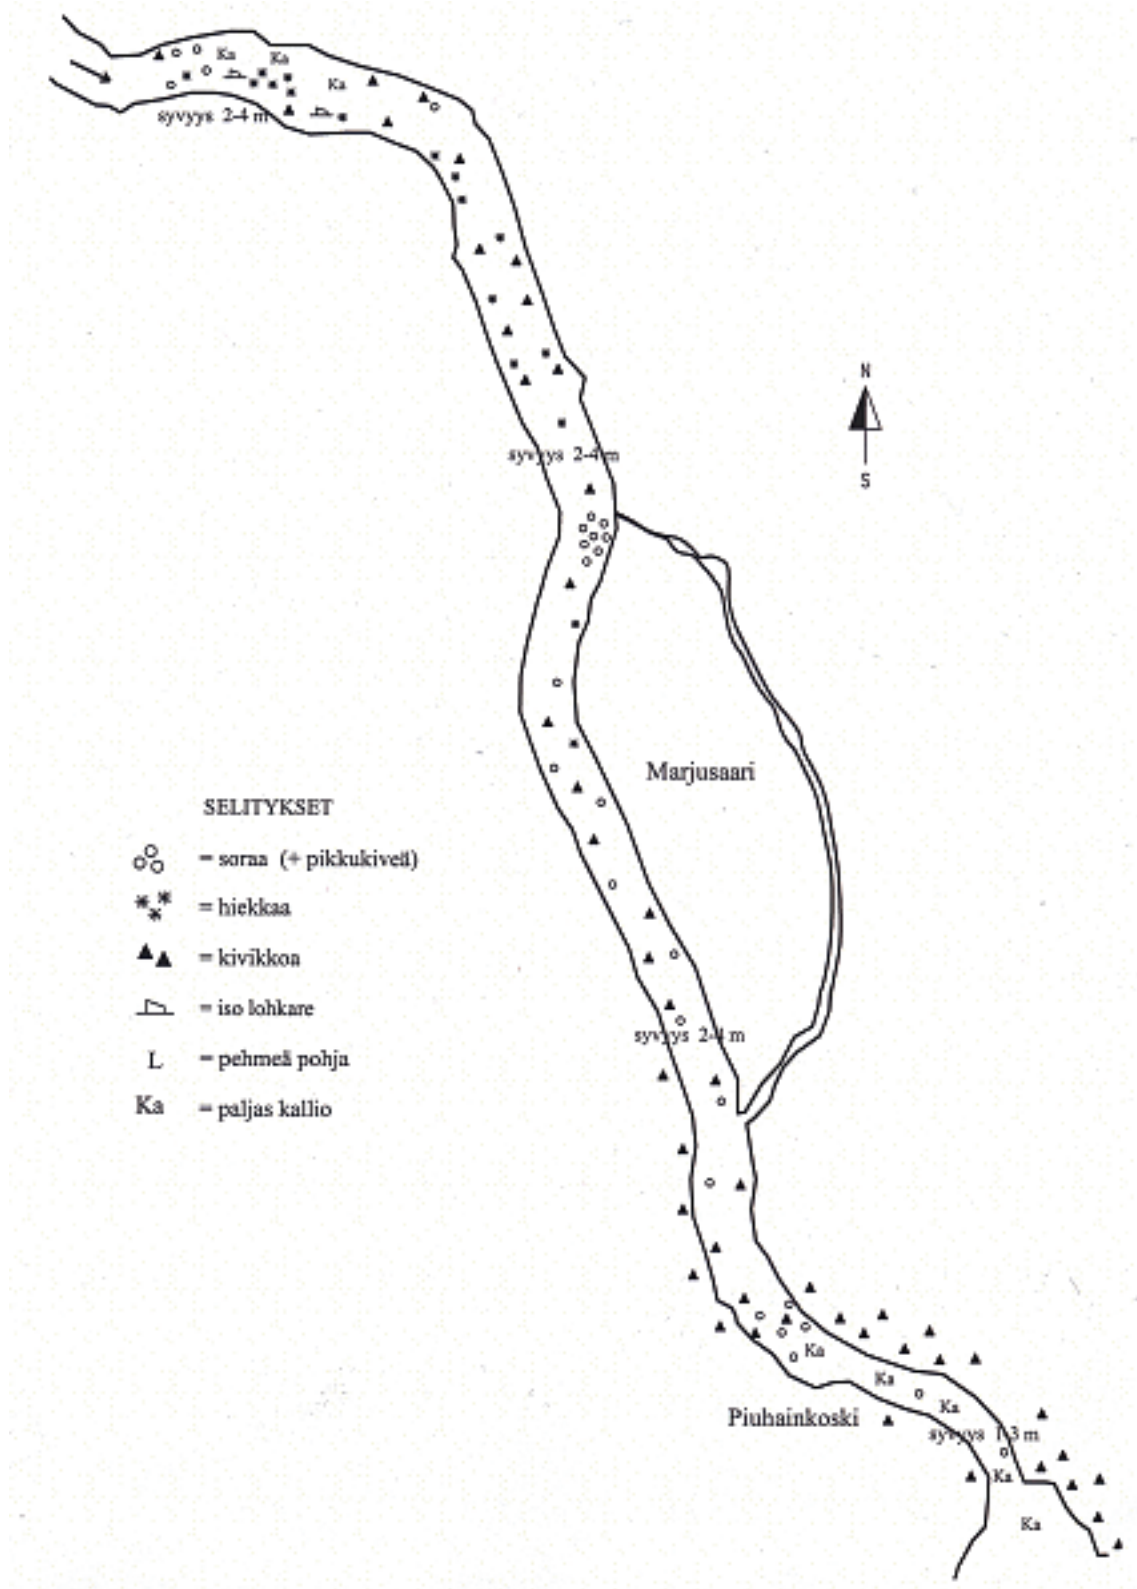 Ka
Ka
Ka
syvyys 2-4 m
N
syvyys 2-4 m
S
Marjusaari
SELITYKSET
= soraa (+ pikkukiveä)
= hiekkaa
= kivikkoa
= iso lohkare
L = pehmeä pohja
Ka = paljas kallio
syvyys 2-4 m
Ka
Ka
Ka
Piuhainkoski
syvyys 1-3 m
Ka
Ka